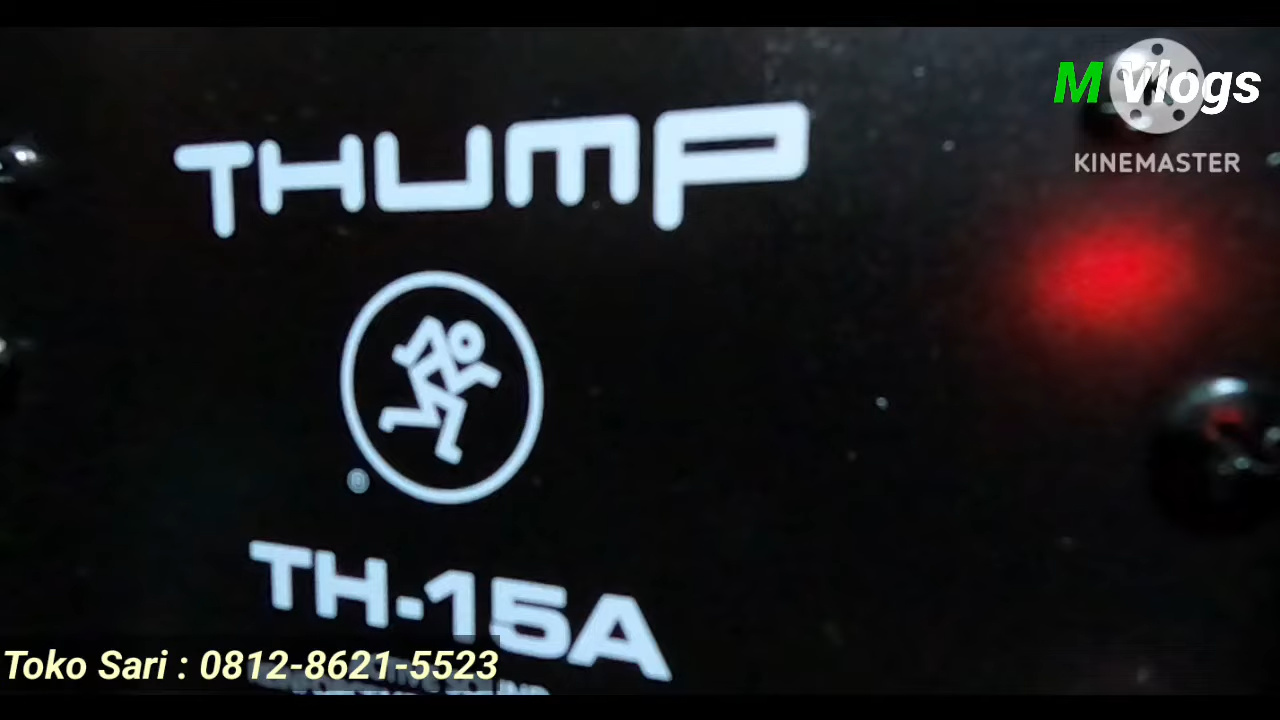 M Vlogs
KINEMASTER
THUMP
®
TH-15A
Toko Sari : 0812-8621-5523